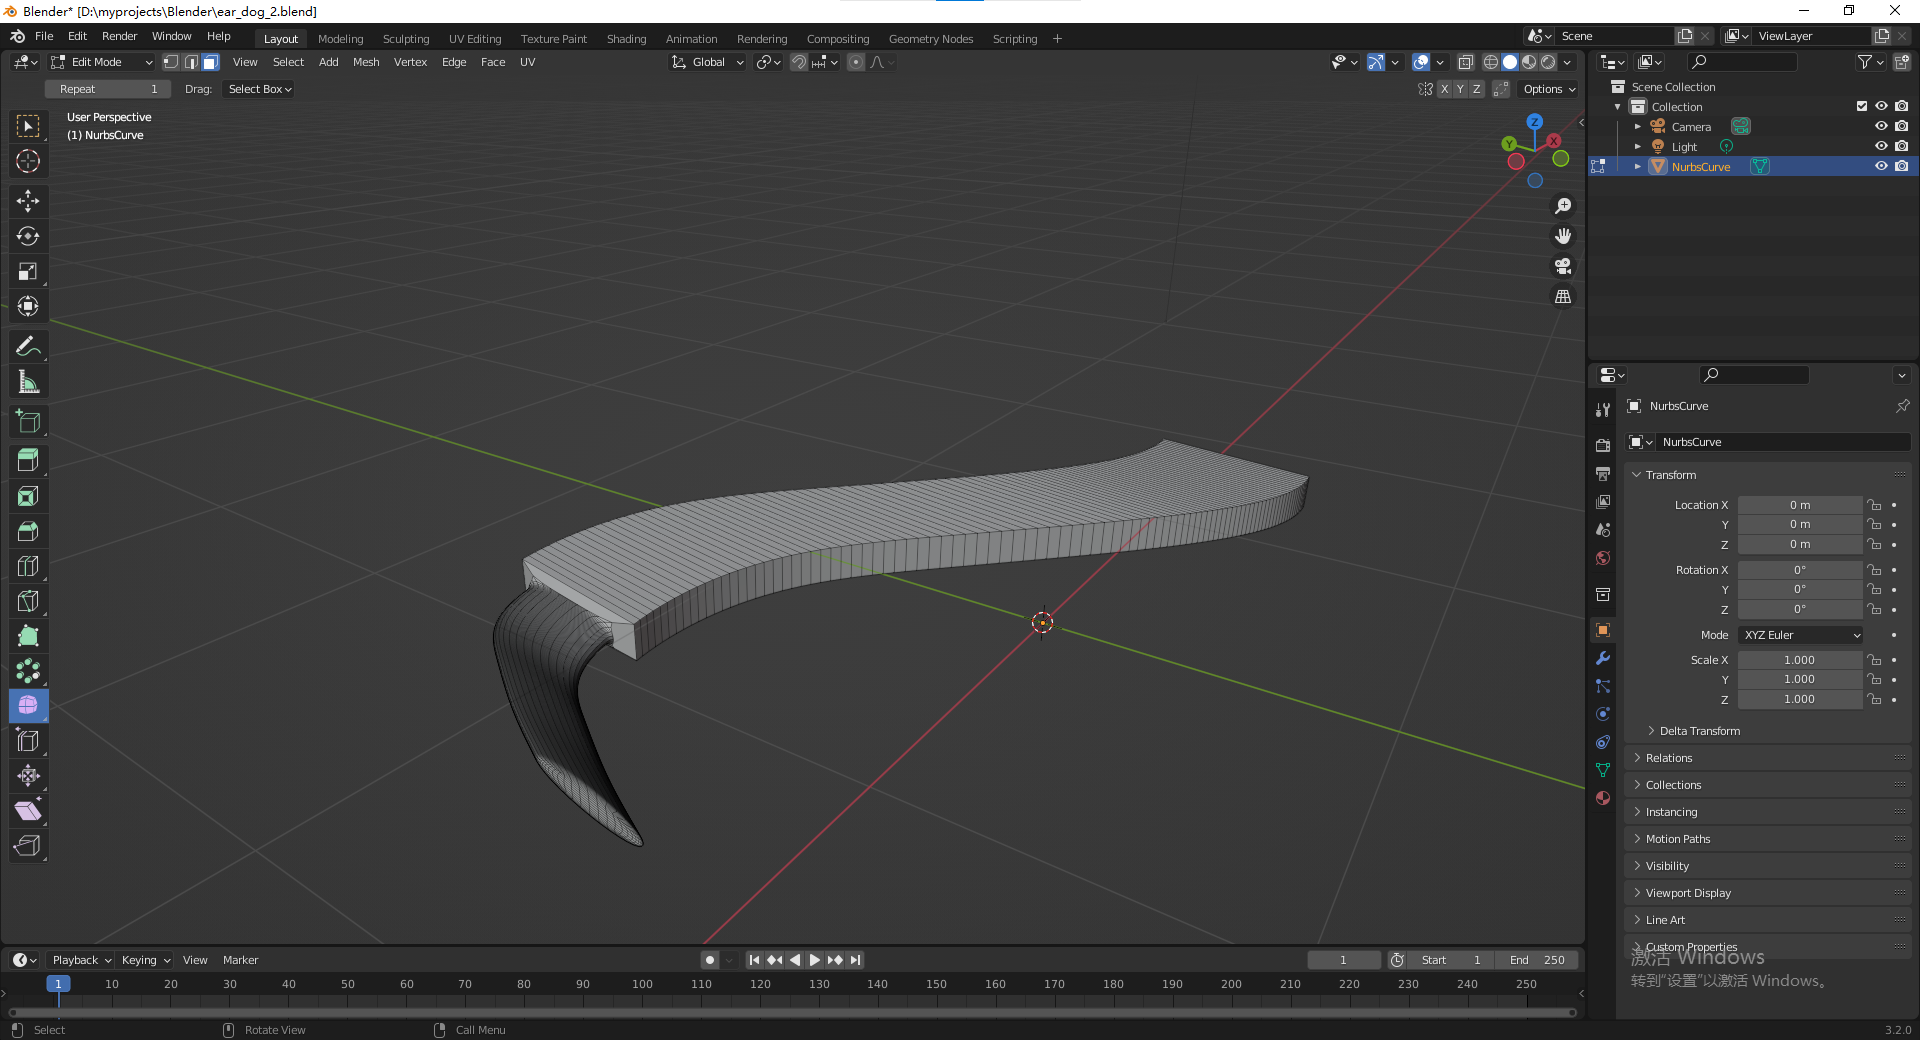 Blender* [D:\myprojects\Blender\ear_dog_2.blend]
File Edit Render Window Help Layout Modeling Sculpting UV Editing Texture Paint Shading Animation Rendering Compositing Geometry Nodes Scripting + Scene ViewLayer
Edit Mode View Select Add Mesh Vertex Edge Face UV Global
Repeat 1 Drag: Select Box X Y Z Options
User Perspective
(1) NurbsCurve
Z
Y X
Scene Collection
Collection
Camera
Light
NurbsCurve
NurbsCurve
NurbsCurve
Transform
Location X 0 m
Y 0 m
Z 0 m
Rotation X 0°
Y 0°
Z 0°
Mode XYZ Euler
Scale X 1.000
Y 1.000
Z 1.000
Delta Transform
Relations
Collections
Instancing
Motion Paths
Visibility
Viewport Display
Line Art
Custom Properties
激活 Windows
转到“设置”以激活 Windows。
Playback Keying View Marker 1 Start 1 End 250
1 10 20 30 40 50 60 70 80 90 100 110 120 130 140 150 160 170 180 190 200 210 220 230 240 250
Select Rotate View Call Menu 3.2.0